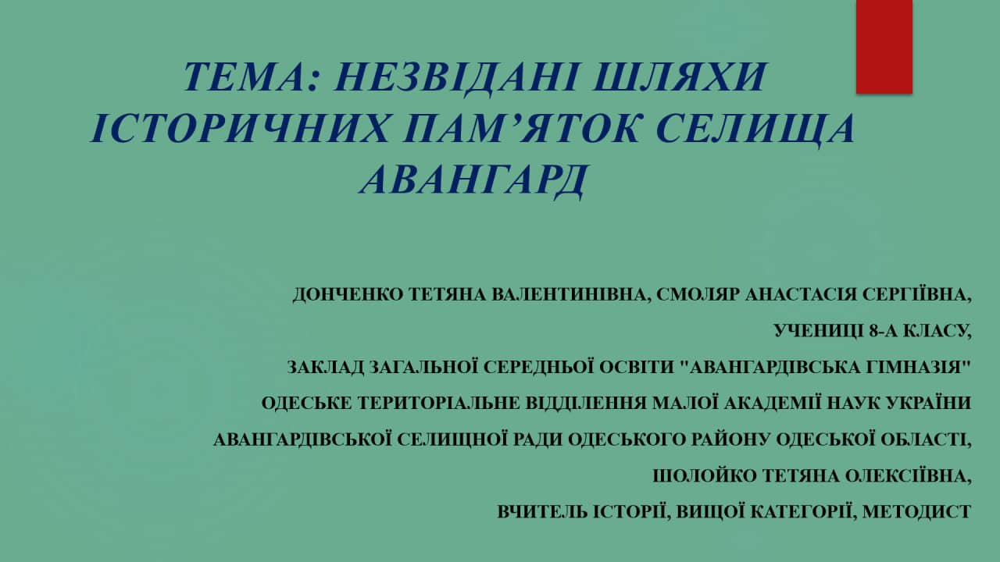 ТЕМА: НЕЗВІДАНІ ШЛЯХИ
ІСТОРИЧНИХ ПАМ’ЯТОК СЕЛИЩА
АВАНГАРД
ДОНЧЕНКО ТЕТЯНА ВАЛЕНТИНІВНА, СМОЛЯР АНАСТАСІЯ СЕРГІЇВНА,
УЧЕНИЦІ 8-А КЛАСУ,
ЗАКЛАД ЗАГАЛЬНОЇ СЕРЕДНЬОЇ ОСВІТИ "АВАНГАРДІВСЬКА ГІМНАЗІЯ"
ОДЕСЬКЕ ТЕРИТОРІАЛЬНЕ ВІДДІЛЕННЯ МАЛОЇ АКАДЕМІЇ НАУК УКРАЇНИ
АВАНГАРДІВСЬКОЇ СЕЛИЩНОЇ РАДИ ОДЕСЬКОГО РАЙОНУ ОДЕСЬКОЇ ОБЛАСТІ,
ШОЛОЙКО ТЕТЯНА ОЛЕКСІЇВНА,
ВЧИТЕЛЬ ІСТОРІЇ, ВИЩОЇ КАТЕГОРІЇ, МЕТОДИСТ